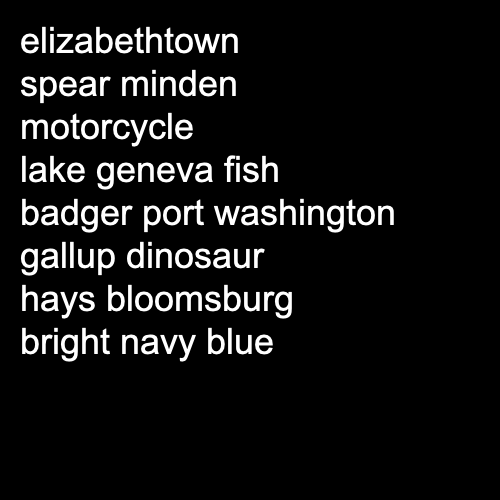 elizabethtown
spear minden
motorcycle
lake geneva fish
badger port washington
gallup dinosaur
hays bloomsburg
bright navy blue